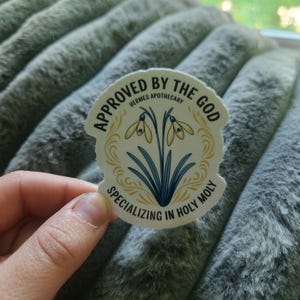 APPROVED BY THE GOD
HERMES APOTHECARY
SPECIALIZING IN HOLY MOLY